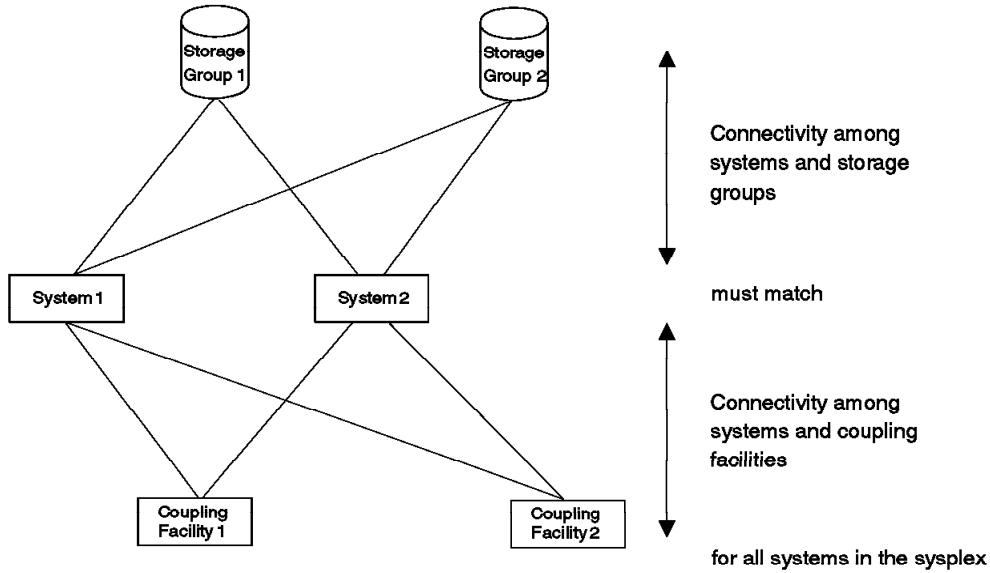 Storage
Group 1
Storage
Group 2
Connectivity among
systems and storage
groups
System 1
System 2
must match
Connectivity among
systems and coupling
facilities
Coupling
Facility 1
Coupling
Facility 2
for all systems in the sysplex